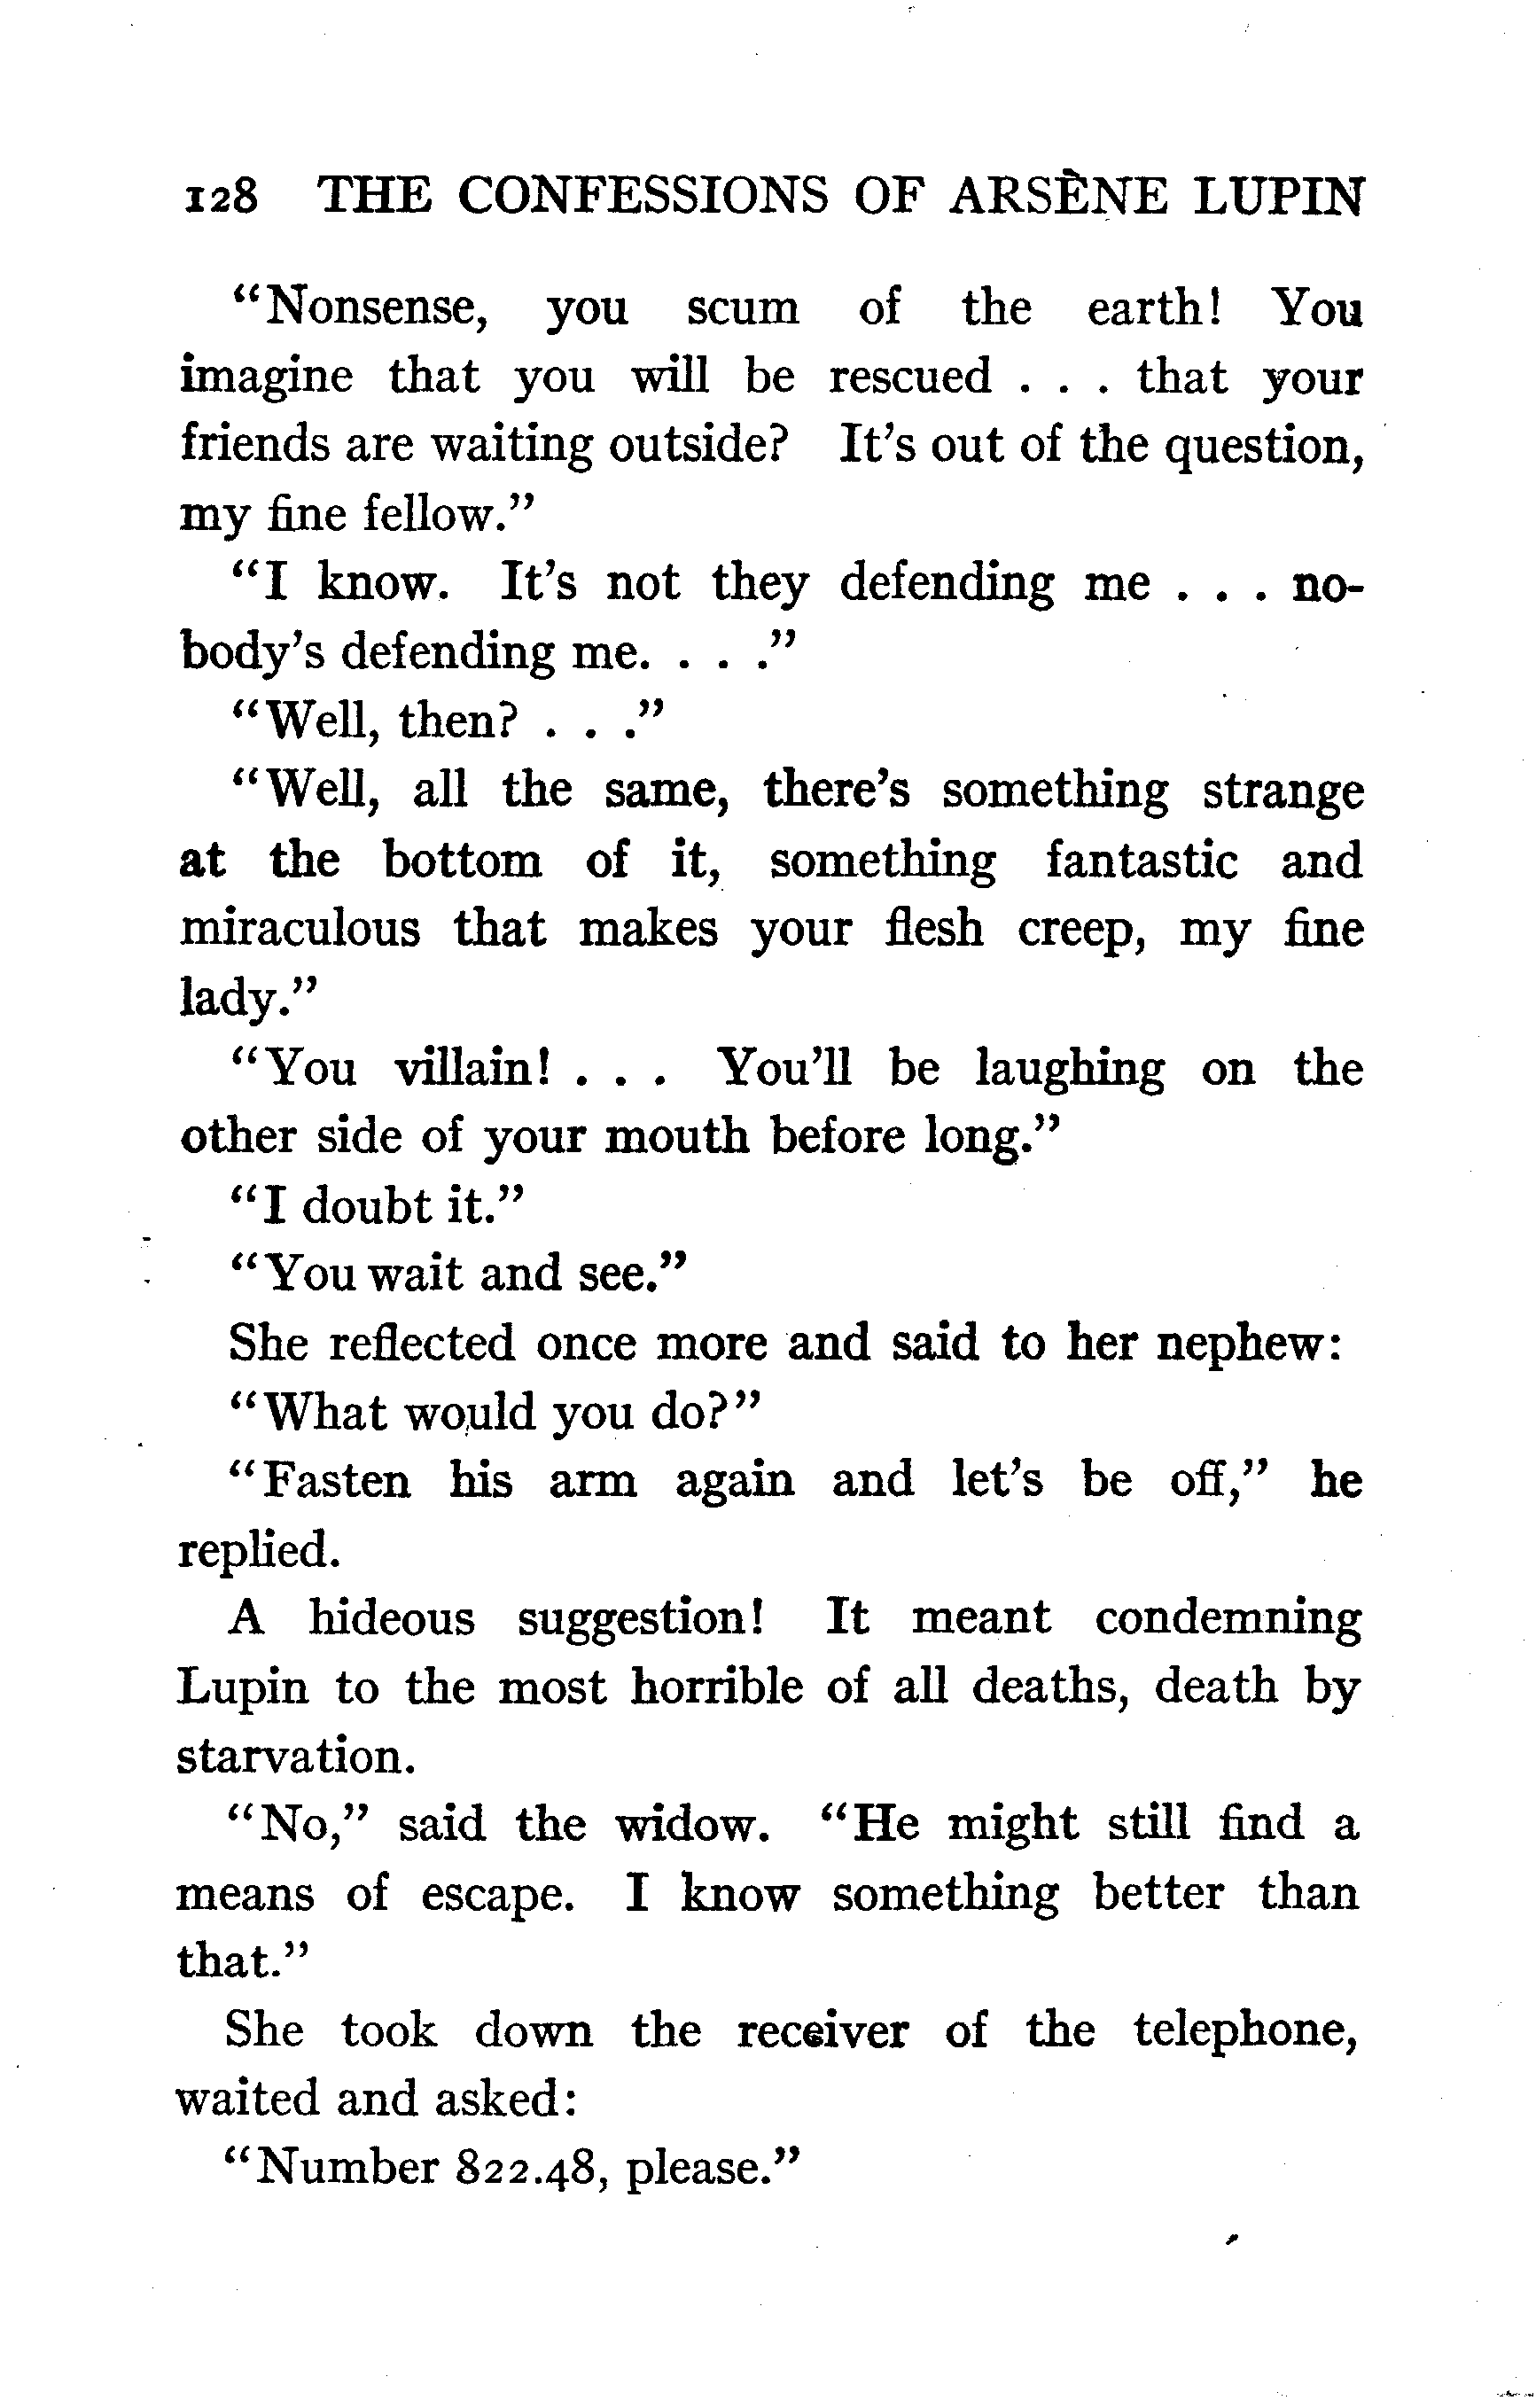 128 THE CONFESSIONS OF ARSÈNE LUPIN
“Nonsense, you scum of the earth! You
imagine that you will be rescued . . . that your
friends are waiting outside? It’s out of the question,
my fine fellow.”
“I know. It’s not they defending me . . . no-
body’s defending me. . . .”
“Well, then? . . .”
“Well, all the same, there’s something strange
at the bottom of it, something fantastic and
miraculous that makes your flesh creep, my fine
lady.”
“You villain! . . . You’ll be laughing on the
other side of your mouth before long.”
“I doubt it.”
“You wait and see.”
She reflected once more and said to her nephew:
“What would you do?”
“Fasten his arm again and let’s be off,” he
replied.
A hideous suggestion! It meant condemning
Lupin to the most horrible of all deaths, death by
starvation.
“No,” said the widow. “He might still find a
means of escape. I know something better than
that.”
She took down the receiver of the telephone,
waited and asked:
“Number 822.48, please.”